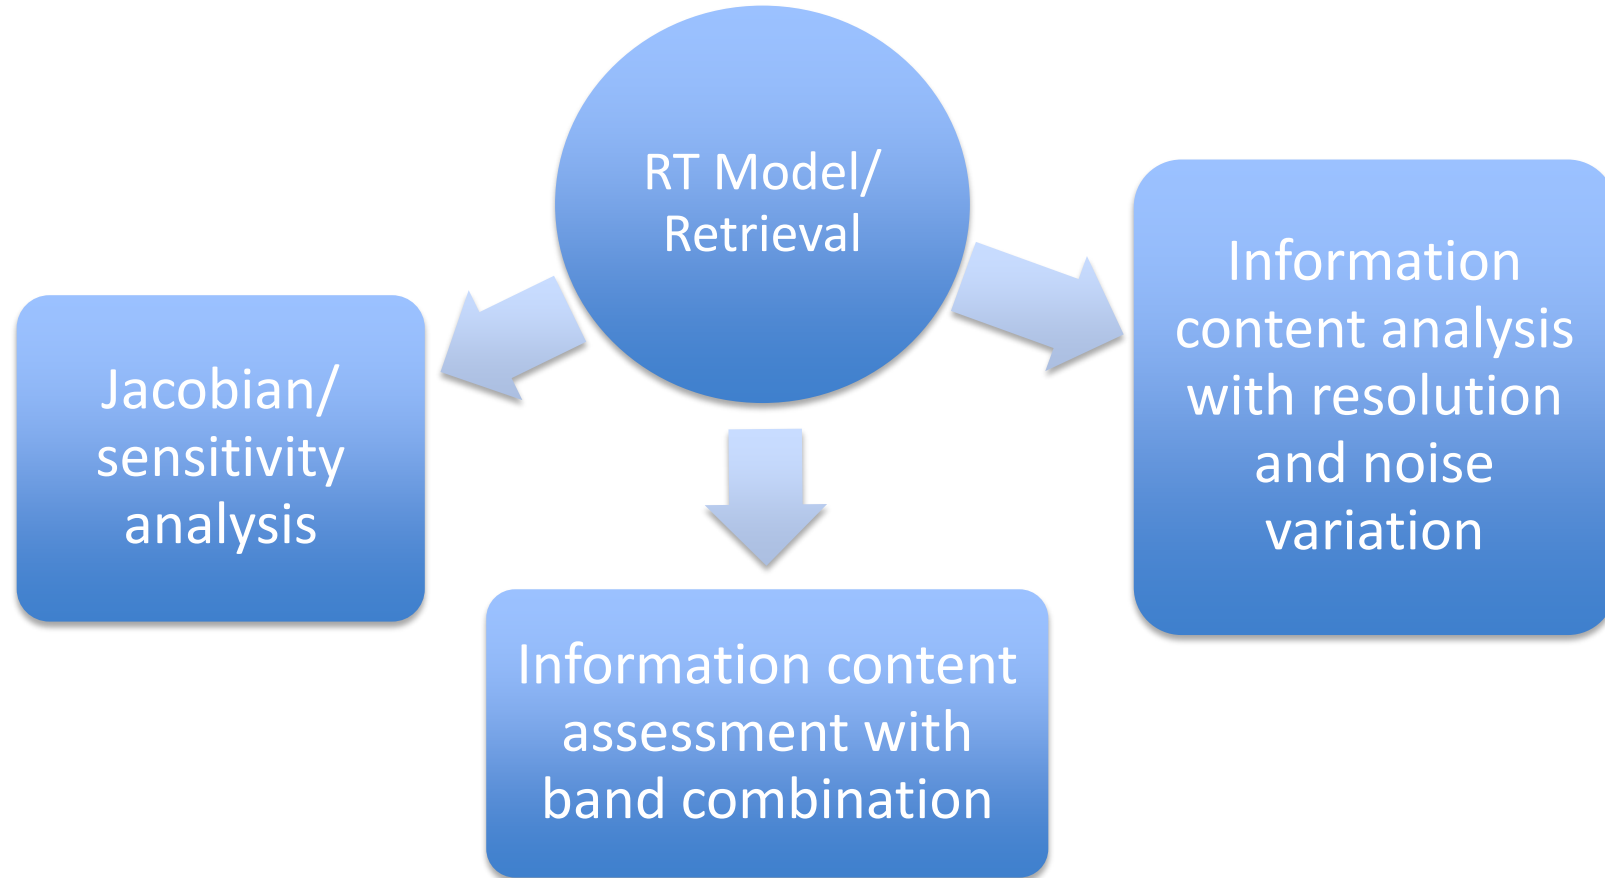 RT Model/
Retrieval
Jacobian/
sensitivity
analysis
Information content
assessment with
band combination
Information
content analysis
with resolution
and noise
variation